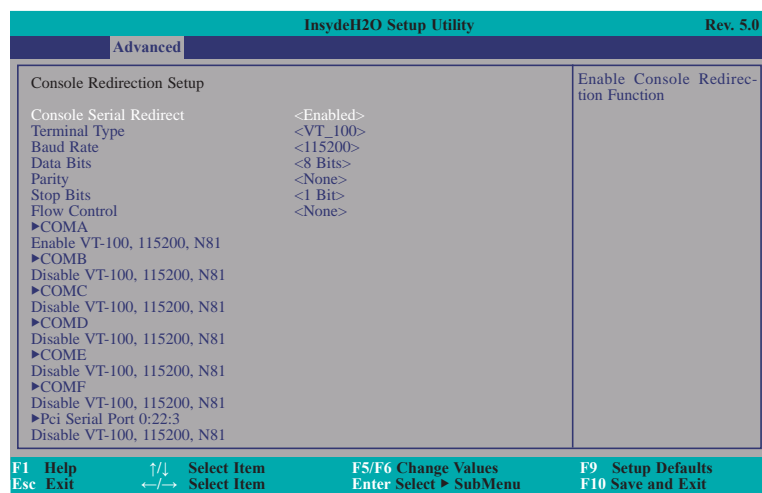 InsydeH2O Setup Utility Rev. 5.0
Advanced
Console Redirection Setup
Console Serial Redirect <Enabled>
Terminal Type <VT_100>
Baud Rate <115200>
Data Bits <8 Bits>
Parity <None>
Stop Bits <1 Bit>
Flow Control <None>
►COMA
Enable VT-100, 115200, N81
►COMB
Disable VT-100, 115200, N81
►COMC
Disable VT-100, 115200, N81
►COMD
Disable VT-100, 115200, N81
►COME
Disable VT-100, 115200, N81
►COMF
Disable VT-100, 115200, N81
►Pci Serial Port 0:22:3
Disable VT-100, 115200, N81
Enable Console Redirec-
tion Function
F1 Help ↑/↓ Select Item F5/F6 Change Values F9 Setup Defaults
Esc Exit ←/→ Select Item Enter Select ► SubMenu F10 Save and Exit